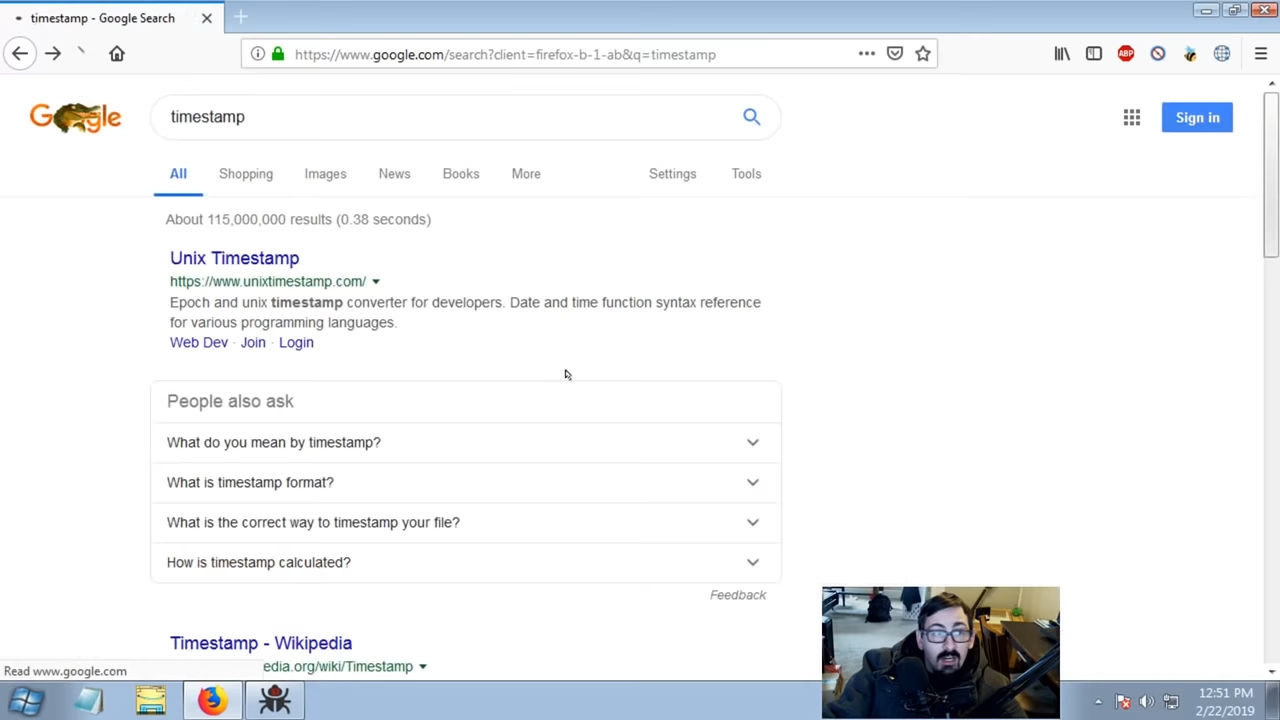 timestamp - Google Search
https://www.google.com/search?client=firefox-b-1-ab&q=timestamp
ABP
Google
timestamp
Sign in
All Shopping Images News Books More Settings Tools
About 115,000,000 results (0.38 seconds)
Unix Timestamp
https://www.unixtimestamp.com/
Epoch and unix timestamp converter for developers. Date and time function syntax reference
for various programming languages.
Web Dev · Join · Login
People also ask
What do you mean by timestamp?
What is timestamp format?
What is the correct way to timestamp your file?
How is timestamp calculated?
Feedback
Timestamp - Wikipedia
edia.org/wiki/Timestamp
Read www.google.com
12:51 PM
2/22/2019